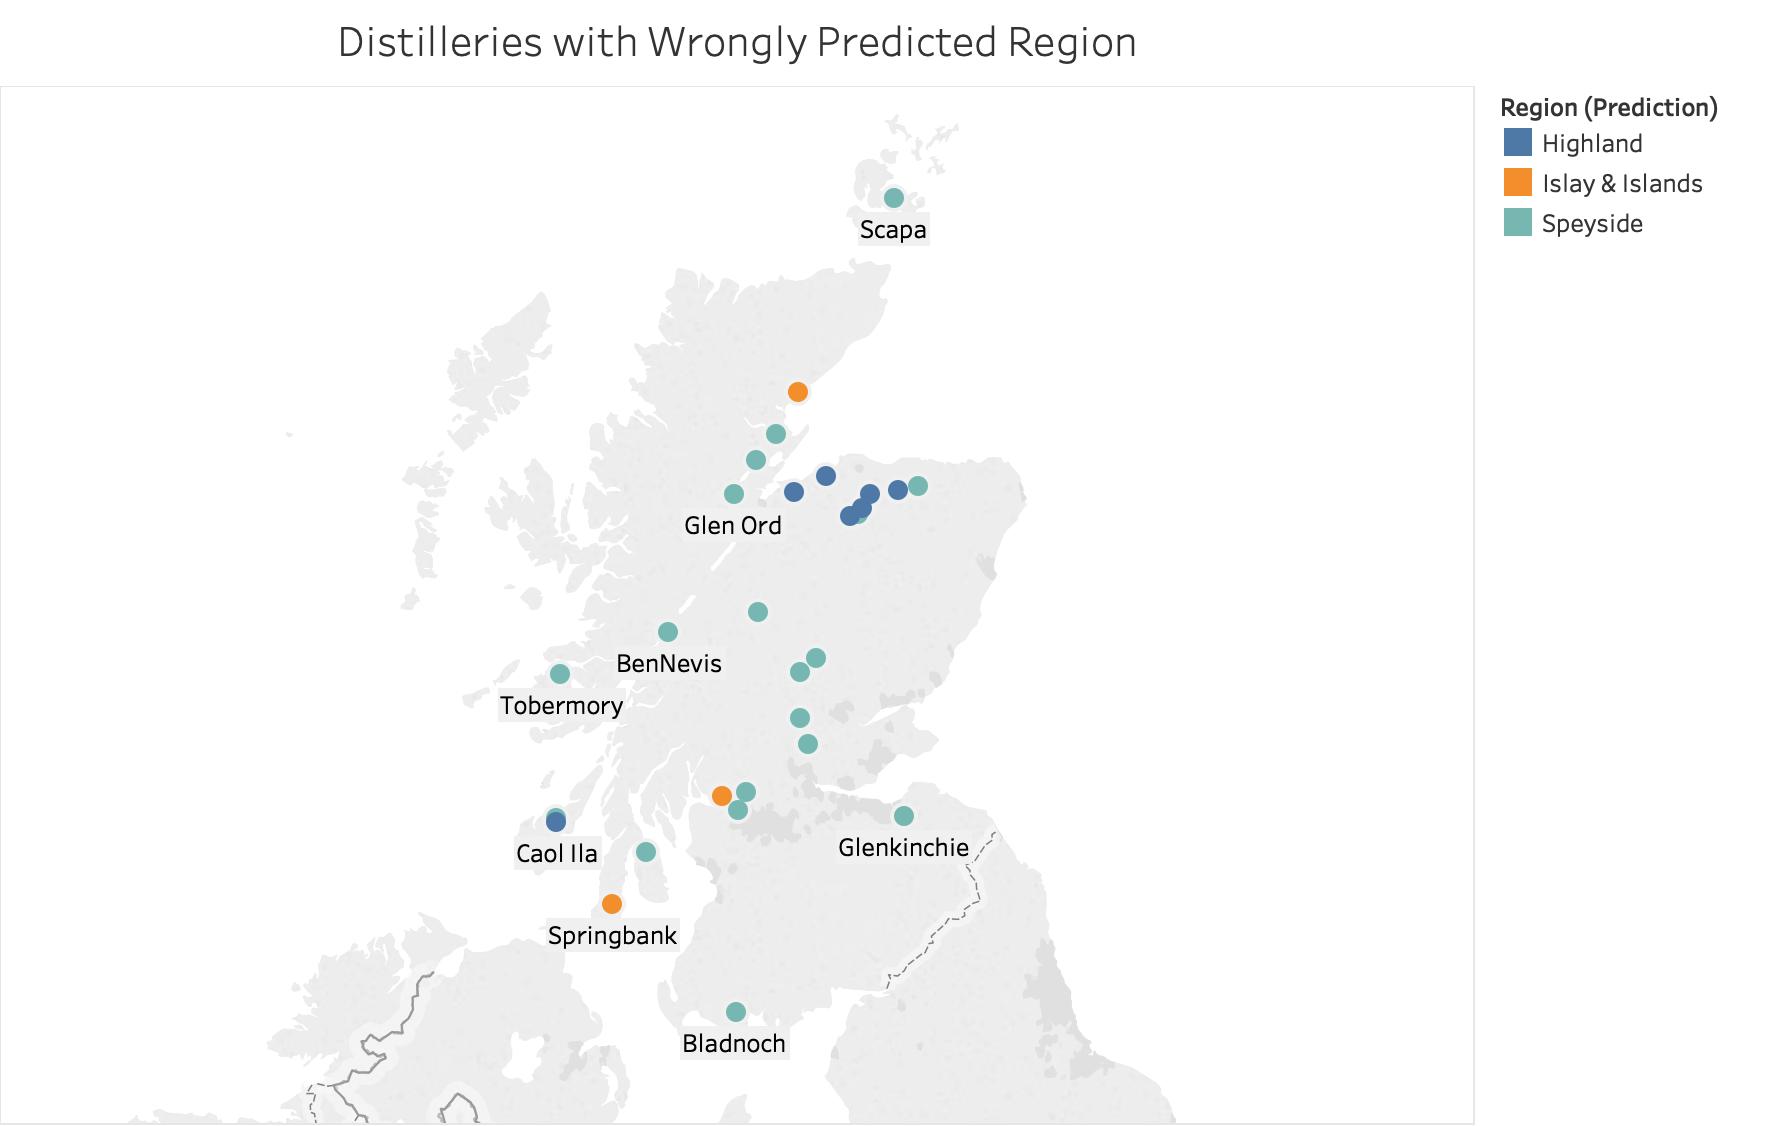 Distilleries with Wrongly Predicted Region
Region (Prediction)
Highland
Islay & Islands
Speyside
Scapa
Glen Ord
BenNevis
Tobermory
Caol Ila
Glenkinchie
Springbank
Bladnoch